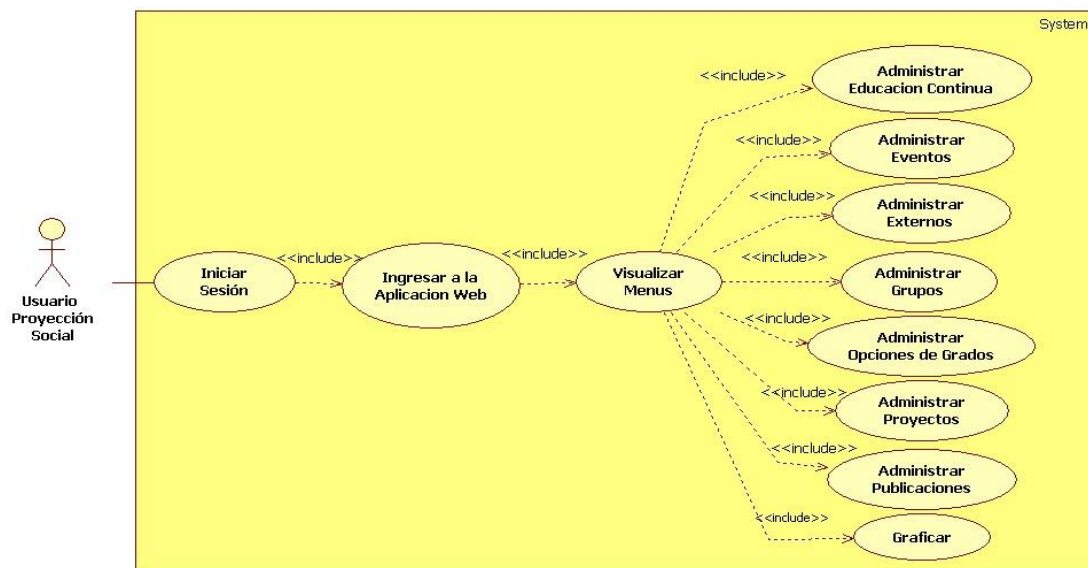 System
<<include>>
Administrar
Educacion Continua
<<include>>
Administrar
Eventos
<<include>>
Administrar
Externos
Usuario
Proyección
Social
Iniciar
Sesión
<<include>>
Ingresar a la
Aplicacion Web
<<include>>
Visualizar
Menus
<<include>>
Administrar
Grupos
<<include>>
Administrar
Opciones de Grados
<<include>>
Administrar
Proyectos
<<include>>
Administrar
Publicaciones
<<include>>
Graficar